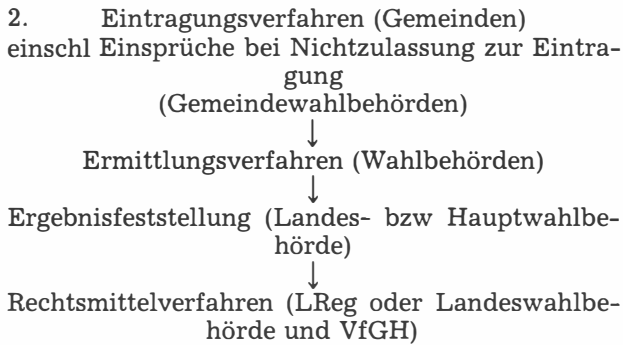 2. Eintragungsverfahren (Gemeinden)
einschl Einsprüche bei Nichtzulassung zur Eintra-
gung
(Gemeindewahlbehörden)
↓
Ermittlungsverfahren (Wahlbehörden)
↓
Ergebnisfeststellung (Landes- bzw Hauptwahlbe-
hörde)
↓
Rechtsmittelverfahren (LReg oder Landeswahlbe-
hörde und VfGH)